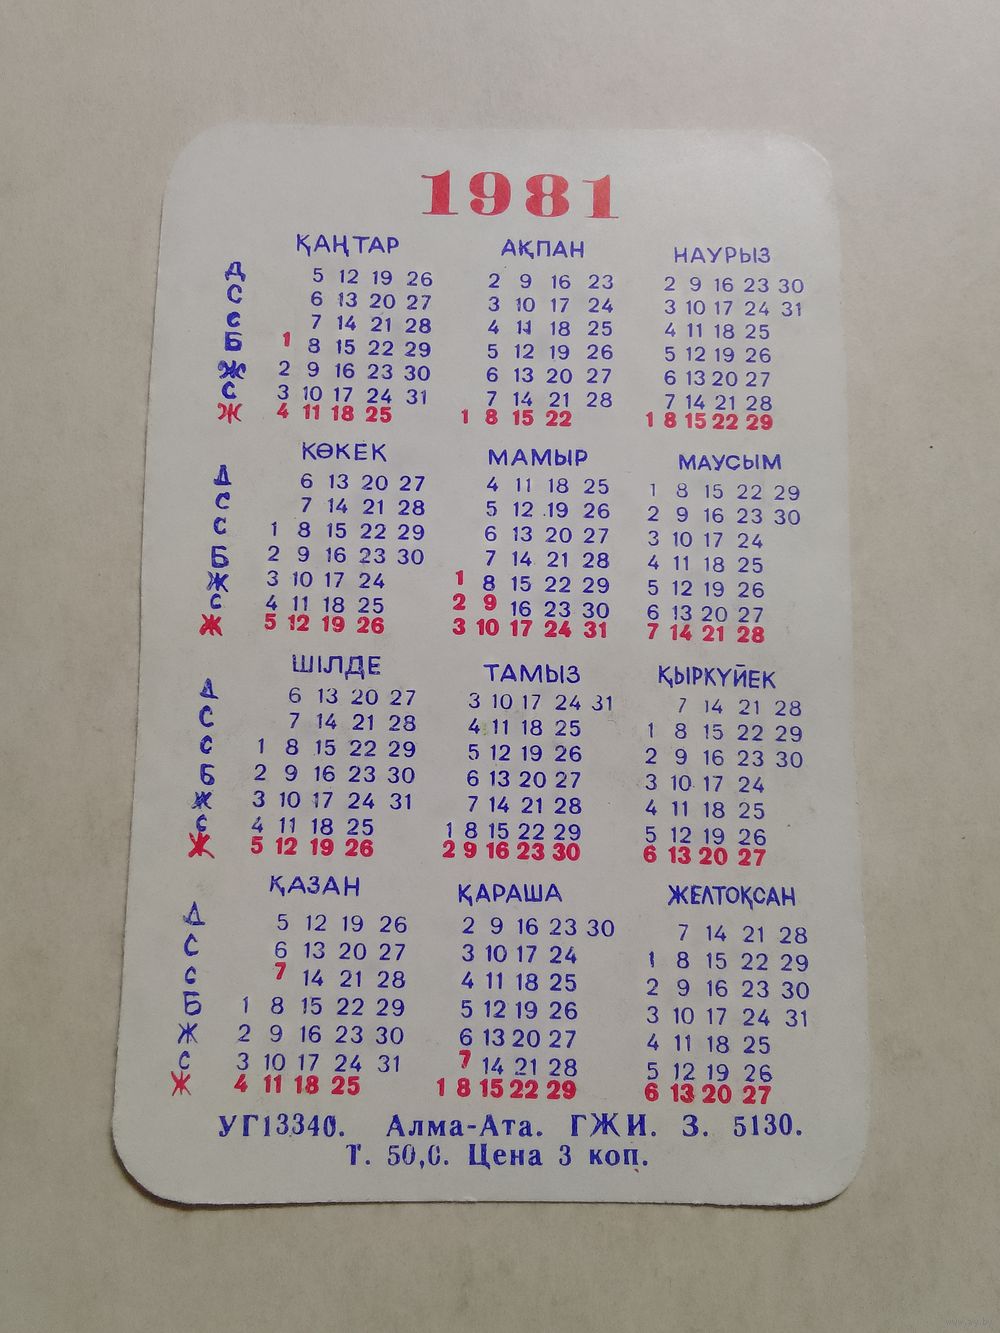 1981
ҚАҢТАР АҚПАН НАУРЫЗ
Д 5 12 19 26 2 9 16 23 2 9 16 23 30
С 6 13 20 27 3 10 17 24 3 10 17 24 31
С 7 14 21 28 4 11 18 25 4 11 18 25
Б 1 8 15 22 29 5 12 19 26 5 12 19 26
Ж 2 9 16 23 30 6 13 20 27 6 13 20 27
С 3 10 17 24 31 7 14 21 28 7 14 21 28
Ж 4 11 18 25 1 8 15 22 1 8 15 22 29
КӨКЕК МАМЫР МАУСЫМ
Д 6 13 20 27 4 11 18 25 1 8 15 22 29
С 7 14 21 28 5 12 19 26 2 9 16 23 30
С 1 8 15 22 29 6 13 20 27 3 10 17 24
Б 2 9 16 23 30 7 14 21 28 4 11 18 25
Ж 3 10 17 24 1 8 15 22 29 5 12 19 26
С 4 11 18 25 2 9 16 23 30 6 13 20 27
Ж 5 12 19 26 3 10 17 24 31 7 14 21 28
ШІЛДЕ ТАМЫЗ ҚЫРКҮЙЕК
Д 6 13 20 27 3 10 17 24 31 7 14 21 28
С 7 14 21 28 4 11 18 25 1 8 15 22 29
С 1 8 15 22 29 5 12 19 26 2 9 16 23 30
Б 2 9 16 23 30 6 13 20 27 3 10 17 24
Ж 3 10 17 24 31 7 14 21 28 4 11 18 25
С 4 11 18 25 1 8 15 22 29 5 12 19 26
Ж 5 12 19 26 2 9 16 23 30 6 13 20 27
ҚАЗАН ҚАРАША ЖЕЛТОҚСАН
Д 5 12 19 26 2 9 16 23 30 7 14 21 28
С 6 13 20 27 3 10 17 24 1 8 15 22 29
С 7 14 21 28 4 11 18 25 2 9 16 23 30
Б 1 8 15 22 29 5 12 19 26 3 10 17 24 31
Ж 2 9 16 23 30 6 13 20 27 4 11 18 25
С 3 10 17 24 31 7 14 21 28 5 12 19 26
Ж 4 11 18 25 1 8 15 22 29 6 13 20 27
УГ13340. Алма-Ата. ГЖИ. З. 5130.
Т. 50,0. Цена 3 коп.